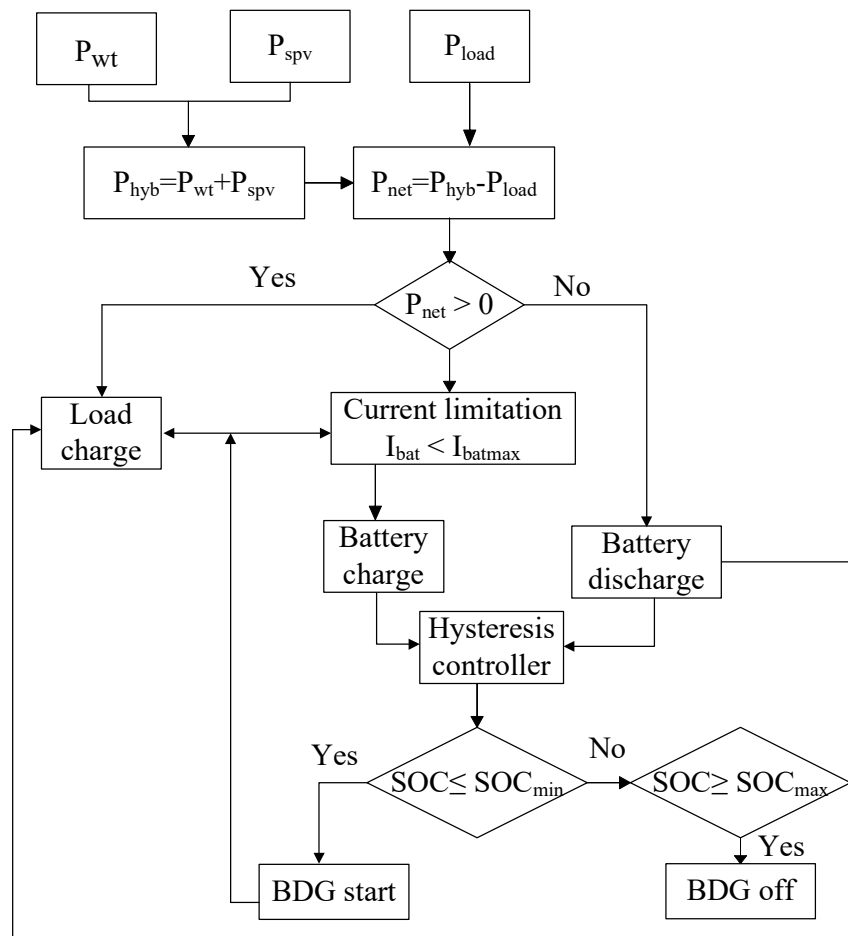 P_wt
P_spv
P_load
P_hyb=P_wt+P_spv
P_net=P_hyb-P_load
Yes
P_net > 0
No
Load
charge
Current limitation
I_bat < I_batmax
Battery
charge
Battery
discharge
Hysteresis
controller
Yes
SOC≤ SOC_min
No
SOC≥ SOC_max
Yes
BDG start
BDG off